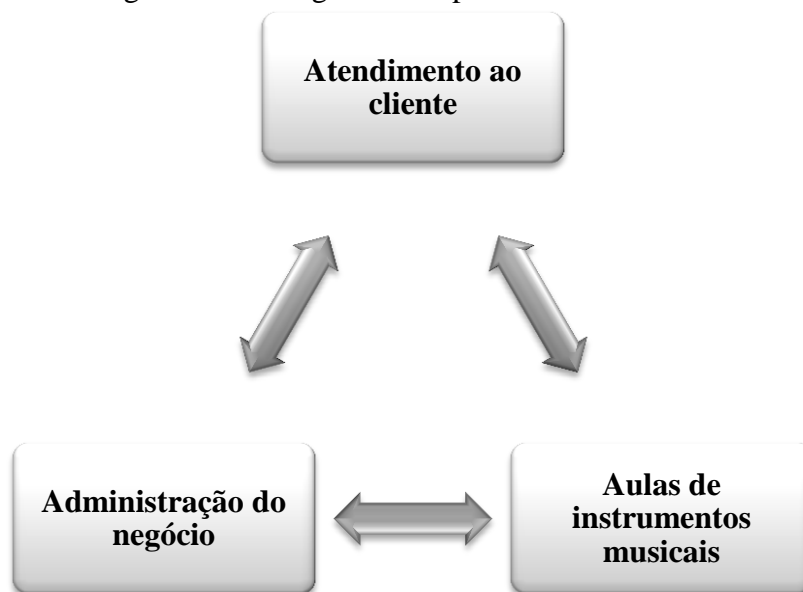 Atendimento ao
cliente
Administração do
negócio
Aulas de
instrumentos
musicais